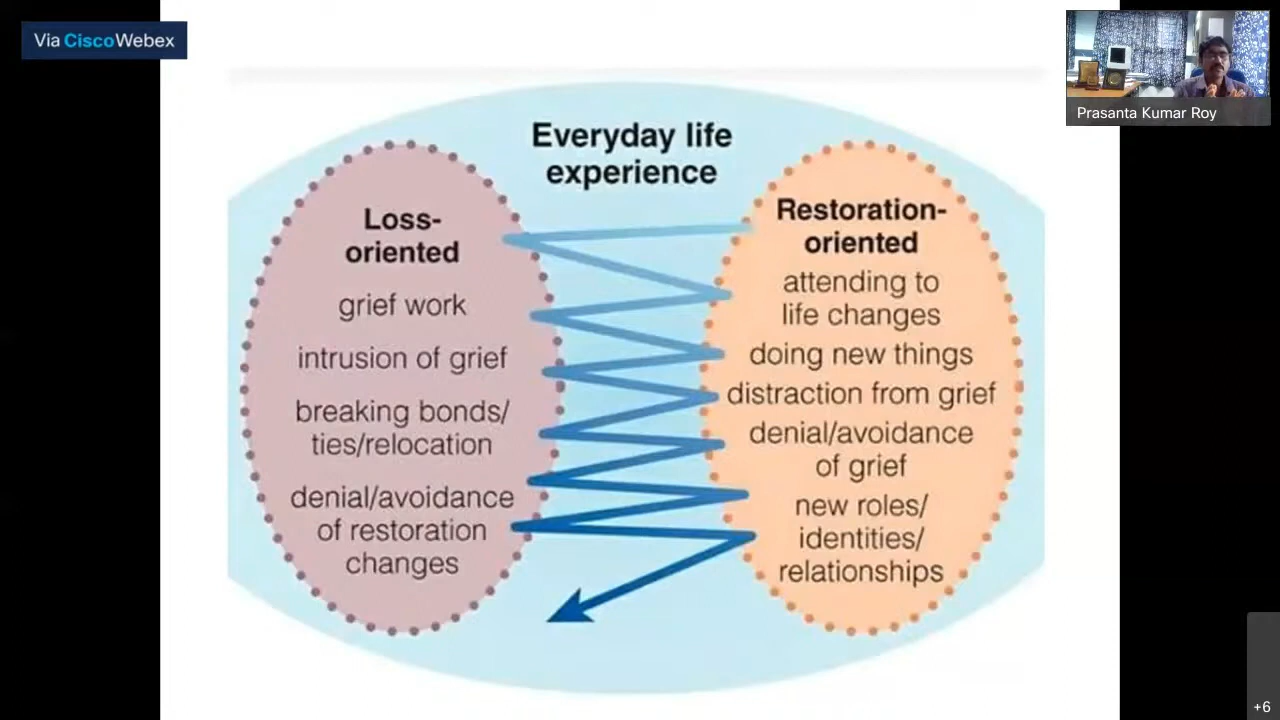 Via CiscoWebex
Prasanta Kumar Roy
Everyday life
experience
Loss-
oriented
grief work
intrusion of grief
breaking bonds/
ties/relocation
denial/avoidance
of restoration
changes
Restoration-
oriented
attending to
life changes
doing new things
distraction from grief
denial/avoidance
of grief
new roles/
identities/
relationships
+6